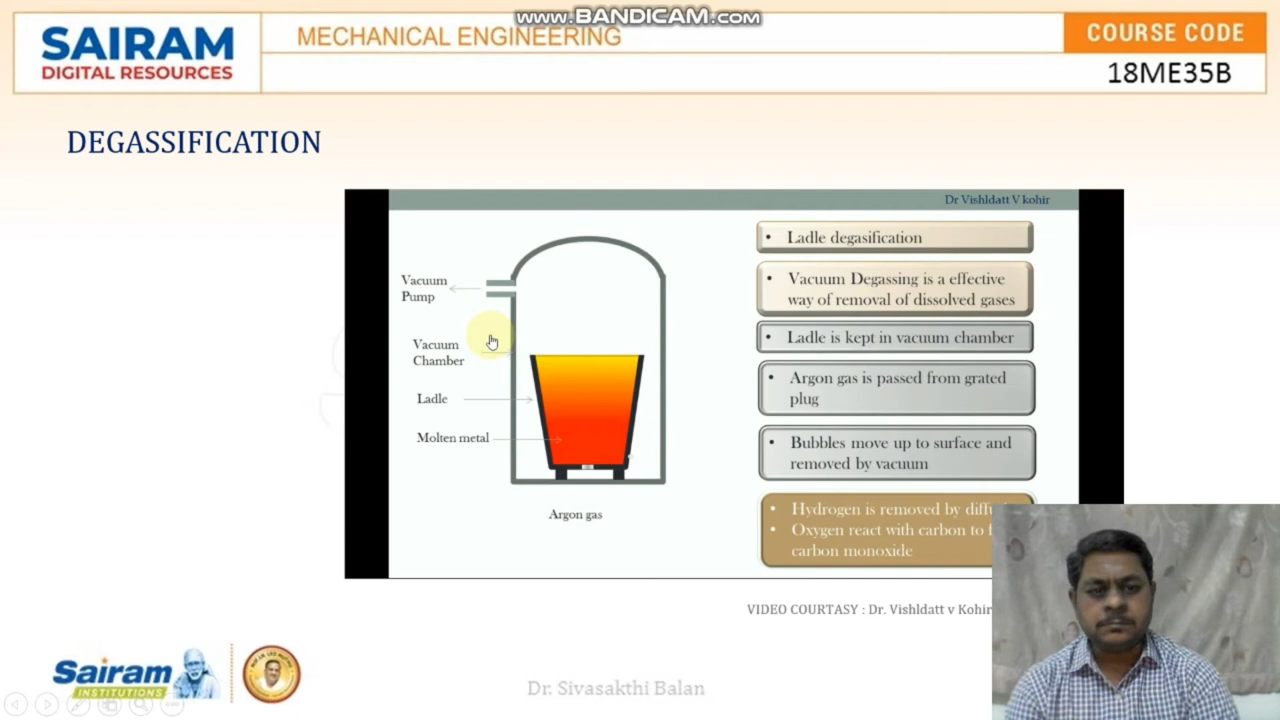 www.BANDICAM.com
SAIRAM
DIGITAL RESOURCES
MECHANICAL ENGINEERING
COURSE CODE
18ME35B
DEGASSIFICATION
Dr Vishldatt V kohir
Vacuum
Pump
Vacuum
Chamber
Ladle
Molten metal
Argon gas
• Ladle degasification
• Vacuum Degassing is a effective
way of removal of dissolved gases
• Ladle is kept in vacuum chamber
• Argon gas is passed from grated
plug
• Bubbles move up to surface and
removed by vacuum
• Hydrogen is removed by
• Oxygen react with carbon to
carbon monoxide
VIDEO COURTASY : Dr. Vishldatt v Kohir
Sairam
INSTITUTIONS
Dr. Sivasakthi Balan